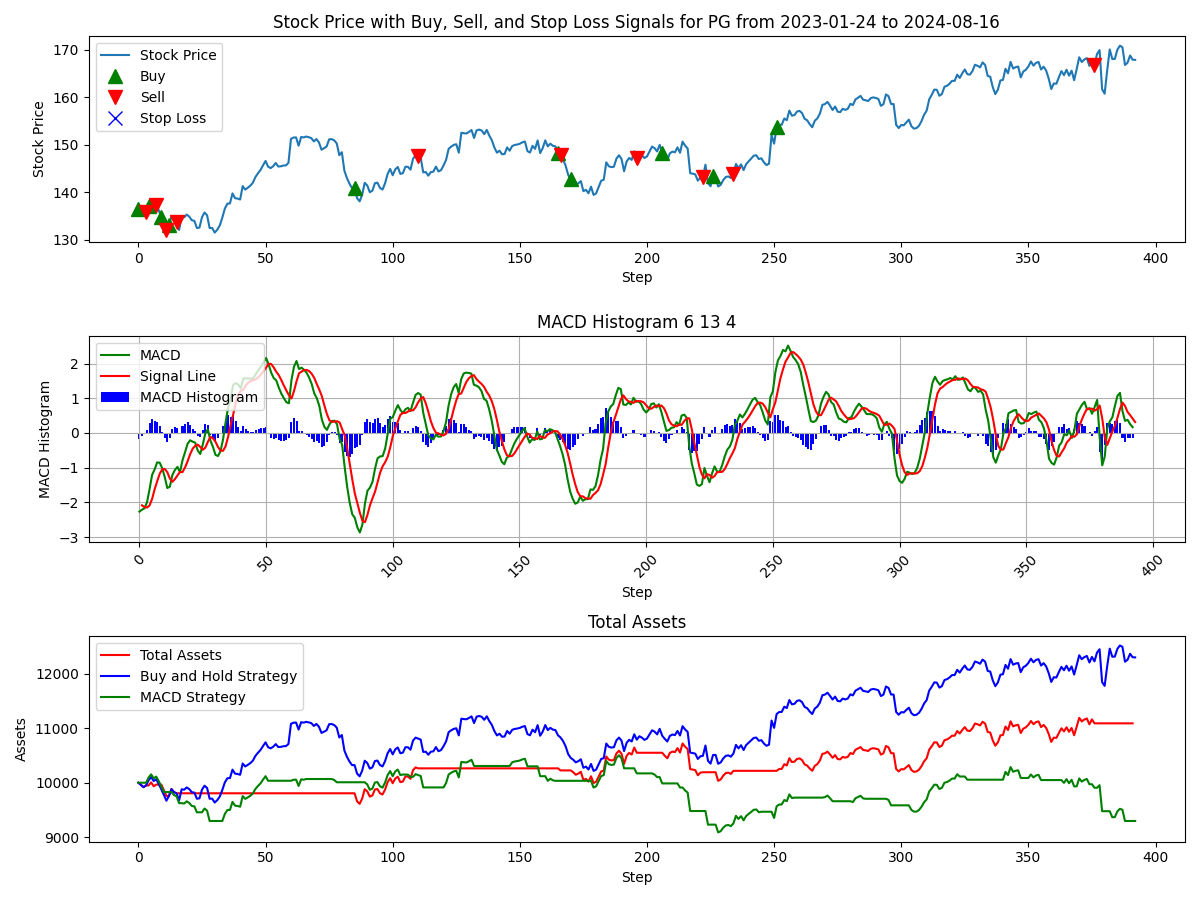 Stock Price with Buy, Sell, and Stop Loss Signals for PG from 2023-01-24 to 2024-08-16
Stock Price
170
160
150
140
130
Stock Price
Buy
Sell
Stop Loss
0 50 100 150 200 250 300 350 400
Step
MACD Histogram 6 13 4
MACD Histogram
2
1
0
−1
−2
−3
MACD
Signal Line
MACD Histogram
0 50 100 150 200 250 300 350 400
Step
Total Assets
Assets
12000
11000
10000
9000
Total Assets
Buy and Hold Strategy
MACD Strategy
0 50 100 150 200 250 300 350 400
Step